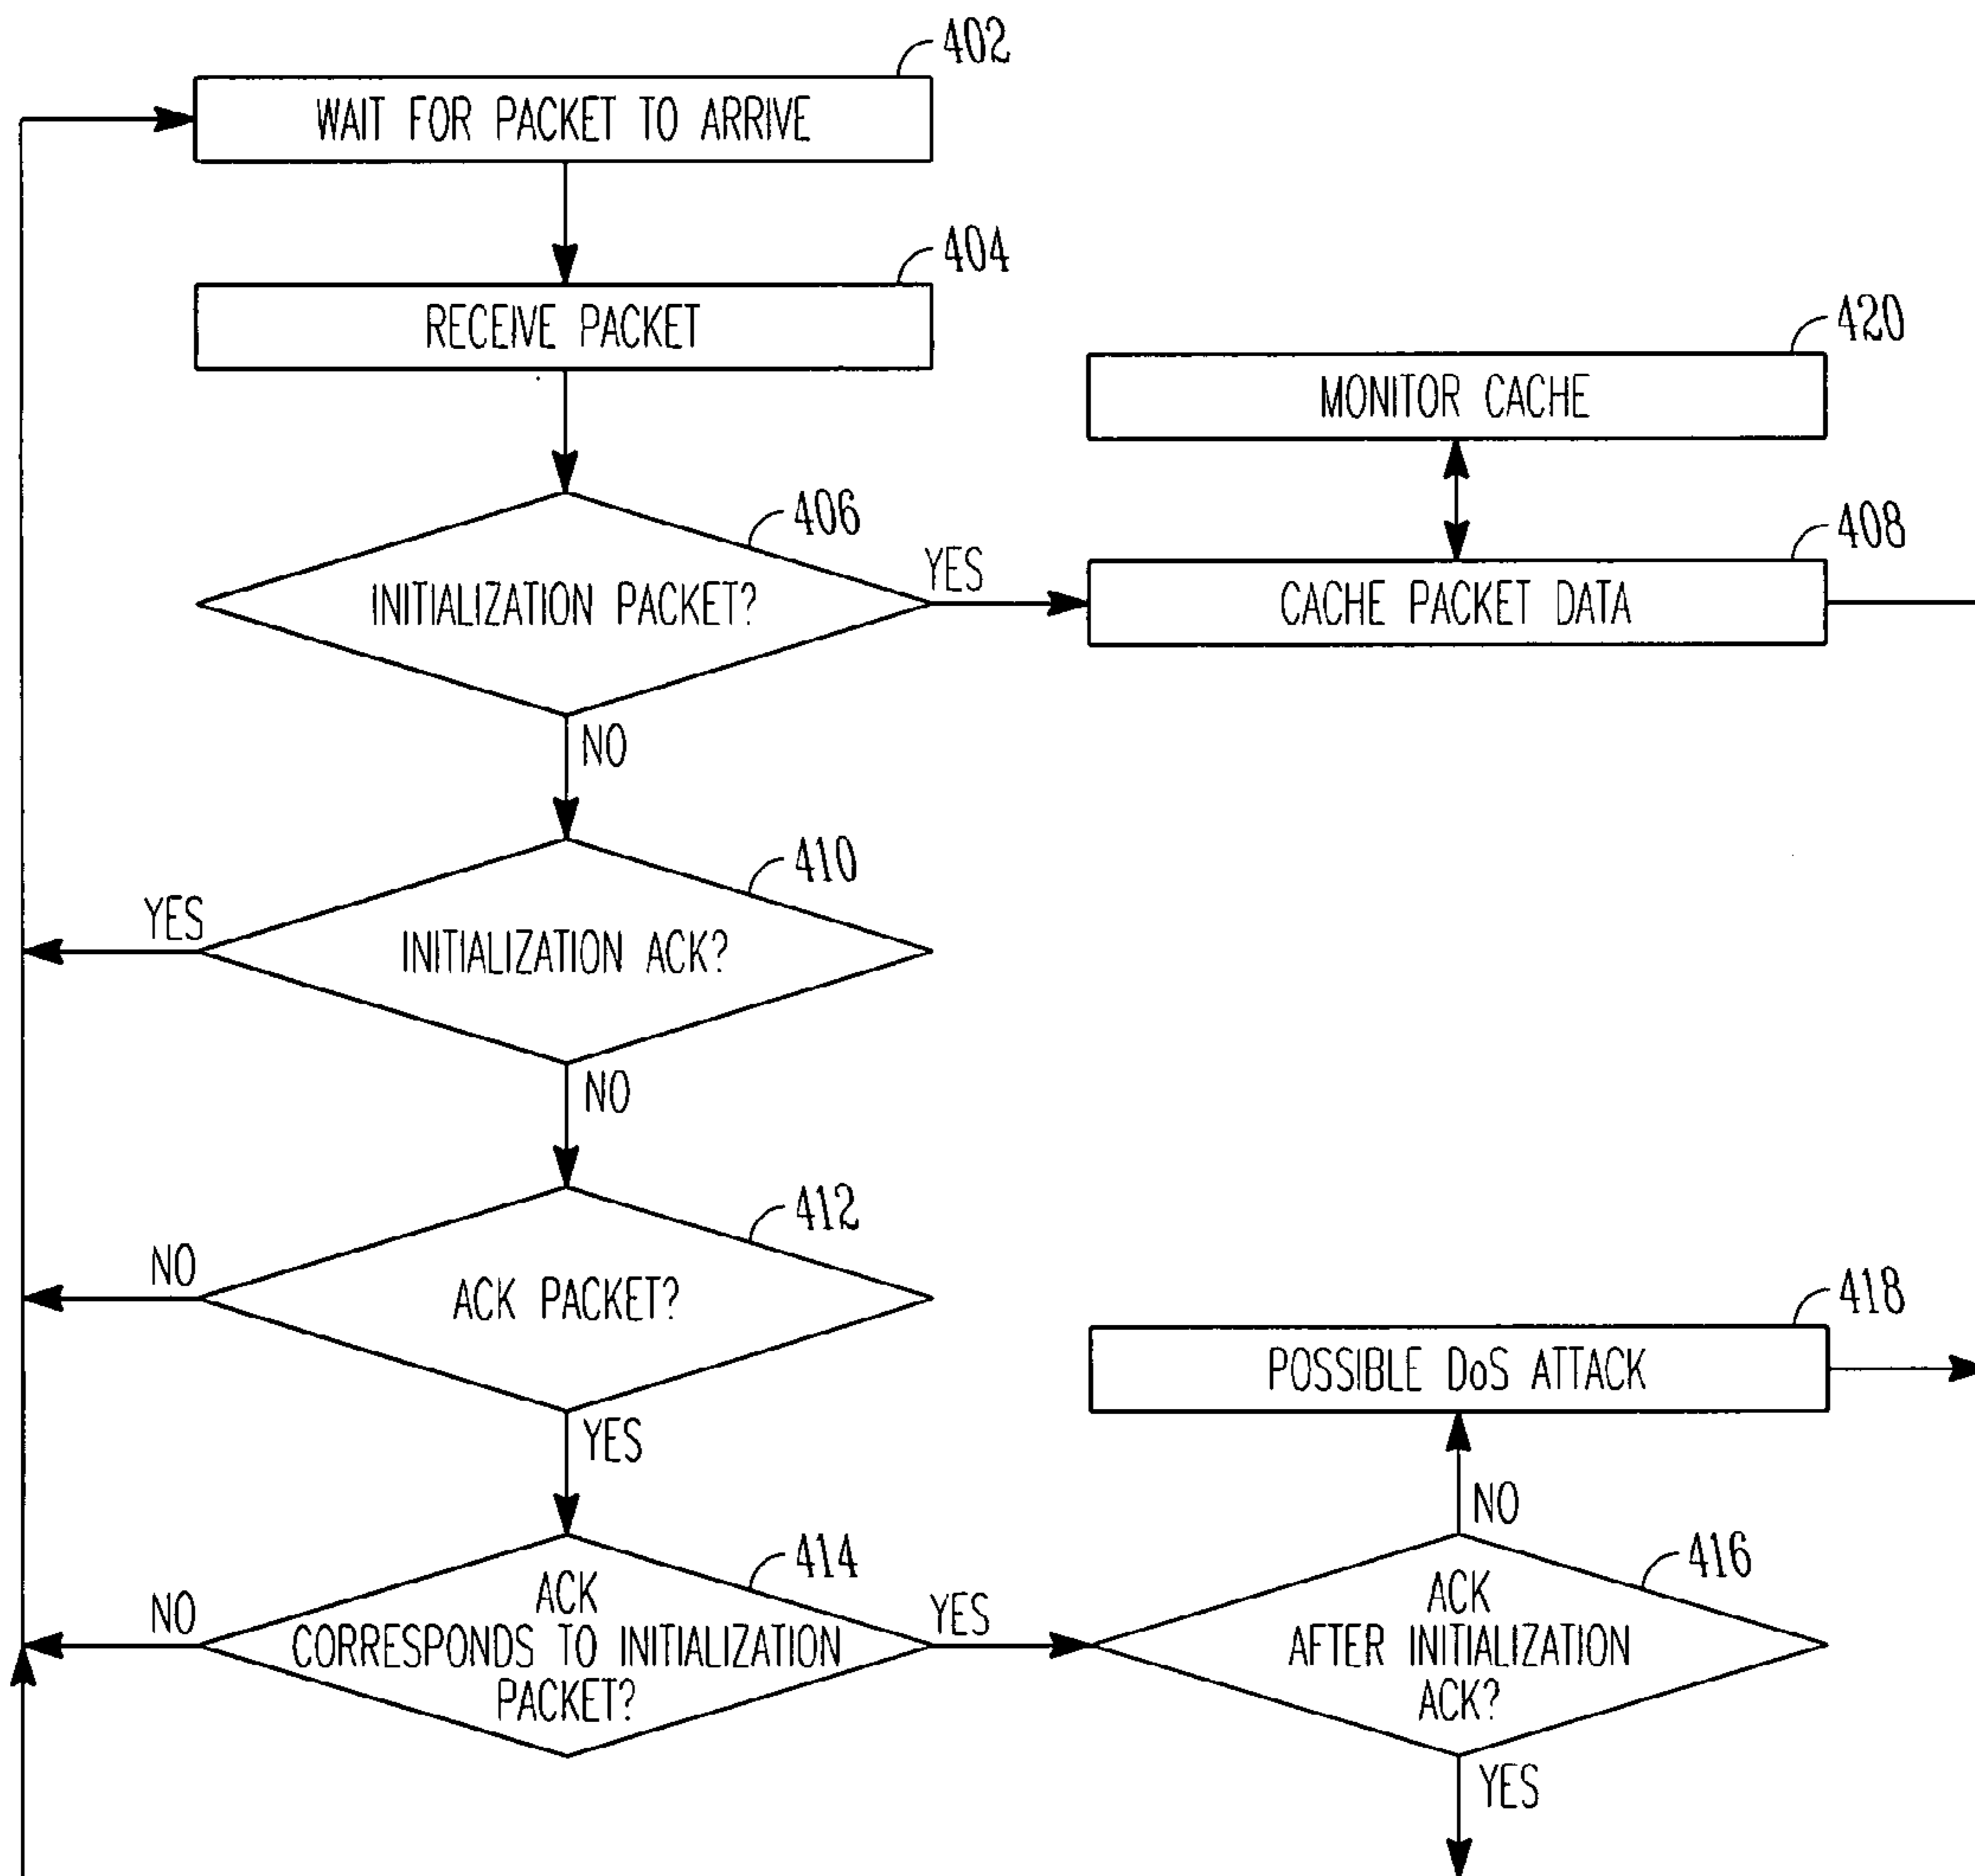 402
WAIT FOR PACKET TO ARRIVE
404
RECEIVE PACKET
420
MONITOR CACHE
406
INITIALIZATION PACKET?
YES
408
CACHE PACKET DATA
NO
410
YES
INITIALIZATION ACK?
NO
412
NO
ACK PACKET?
418
POSSIBLE DoS ATTACK
YES
NO
414
NO
ACK
CORRESPONDS TO INITIALIZATION
PACKET?
YES
416
ACK
AFTER INITIALIZATION
ACK?
YES